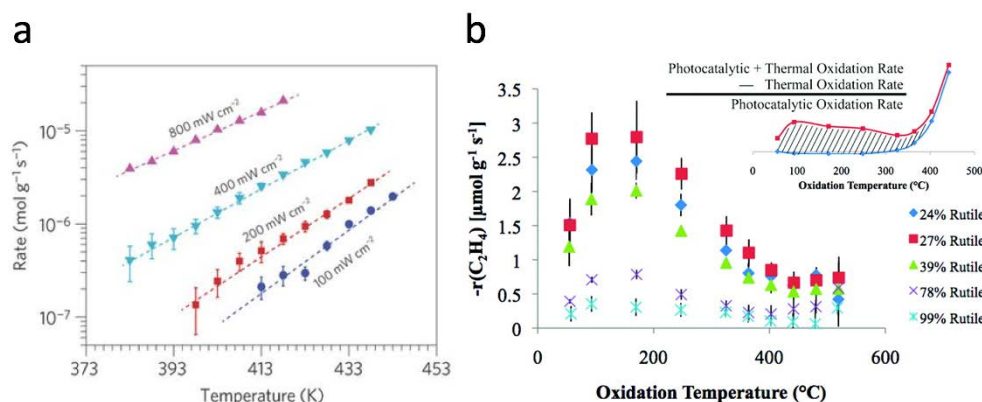 a
Rate (mol g⁻¹ s⁻¹)
10⁻⁵
10⁻⁶
10⁻⁷
800 mW cm⁻²
400 mW cm⁻²
200 mW cm⁻²
100 mW cm⁻²
373 393 413 433 453
Temperature (K)
b
-r(C₂H₄) [µmol g⁻¹ s⁻¹]
3.5
3
2.5
2
1.5
1
0.5
0
0 200 400 600
Oxidation Temperature (°C)
Photocatalytic + Thermal Oxidation Rate
— Thermal Oxidation Rate
Photocatalytic Oxidation Rate
0 100 200 300 400 500
Oxidation Temperature (°C)
24% Rutile
27% Rutile
39% Rutile
78% Rutile
99% Rutile